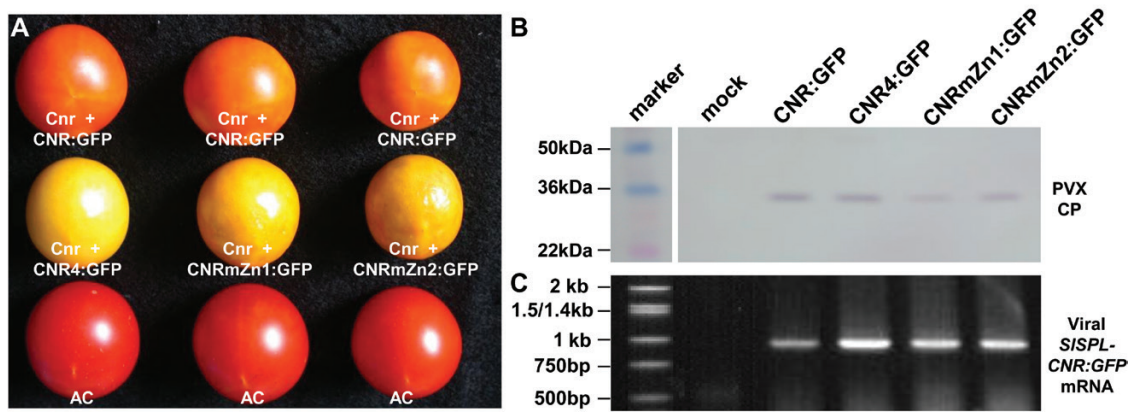 A
Cnr +
CNR:GFP
Cnr +
CNR:GFP
Cnr +
CNR:GFP
Cnr +
CNR4:GFP
Cnr +
CNRmZn1:GFP
Cnr +
CNRmZn2:GFP
AC
AC
AC
B
marker
mock
CNR:GFP
CNR4:GFP
CNRmZn1:GFP
CNRmZn2:GFP
50kDa
36kDa
22kDa
PVX
CP
C
2 kb
1.5/1.4kb
1 kb
750bp
500bp
Viral
SlSPL-
CNR:GFP
mRNA